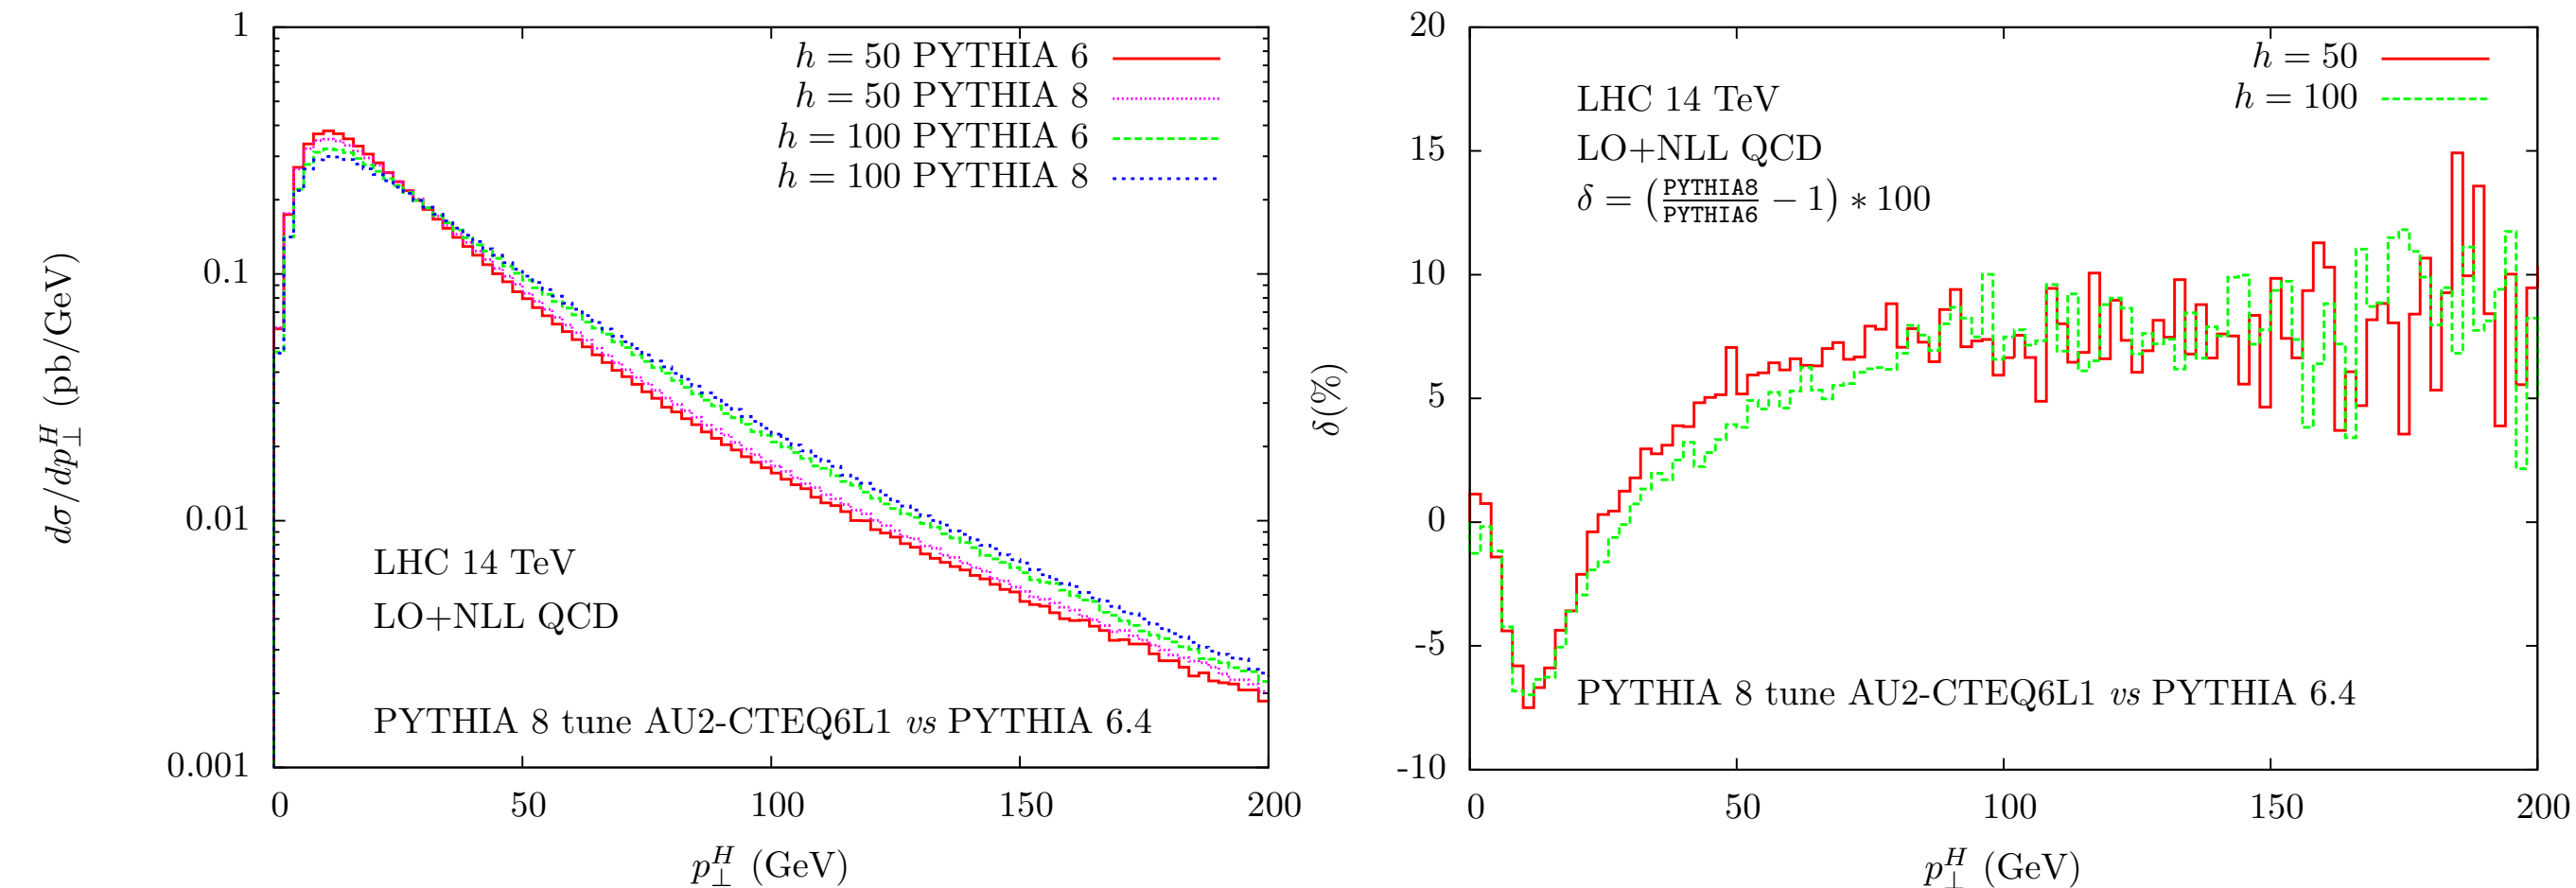 1
0.1
0.01
0.001
dσ/dp⊥^H (pb/GeV)
h = 50 PYTHIA 6
h = 50 PYTHIA 8
h = 100 PYTHIA 6
h = 100 PYTHIA 8
LHC 14 TeV
LO+NLL QCD
PYTHIA 8 tune AU2-CTEQ6L1 vs PYTHIA 6.4
0 50 100 150 200
p⊥^H (GeV)
20
15
10
5
0
-5
-10
δ(%)
h = 50
h = 100
LHC 14 TeV
LO+NLL QCD
δ = (PYTHIA8/PYTHIA6 − 1) ∗ 100
PYTHIA 8 tune AU2-CTEQ6L1 vs PYTHIA 6.4
0 50 100 150 200
p⊥^H (GeV)